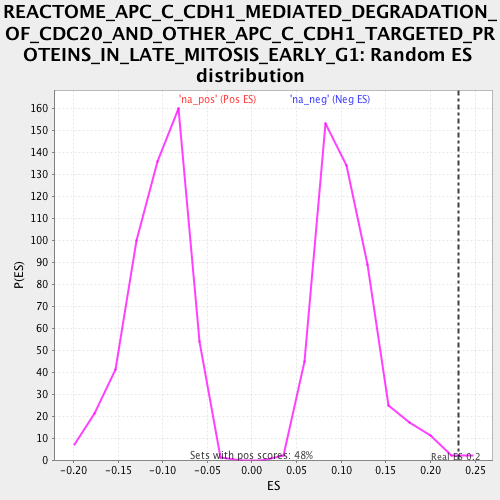 REACTOME_APC_C_CDH1_MEDIATED_DEGRADATION_
OF_CDC20_AND_OTHER_APC_C_CDH1_TARGETED_PR
OTEINS_IN_LATE_MITOSIS_EARLY_G1: Random ES
distribution
'na_pos' (Pos ES) 'na_neg' (Neg ES)
160
150
140
130
120
110
100
90
80
70
60
50
40
30
20
10
0
P(ES)
Sets with pos scores: 48%
Real ES 0.2
-0.20 -0.15 -0.10 -0.05 0.00 0.05 0.10 0.15 0.20 0.25
ES